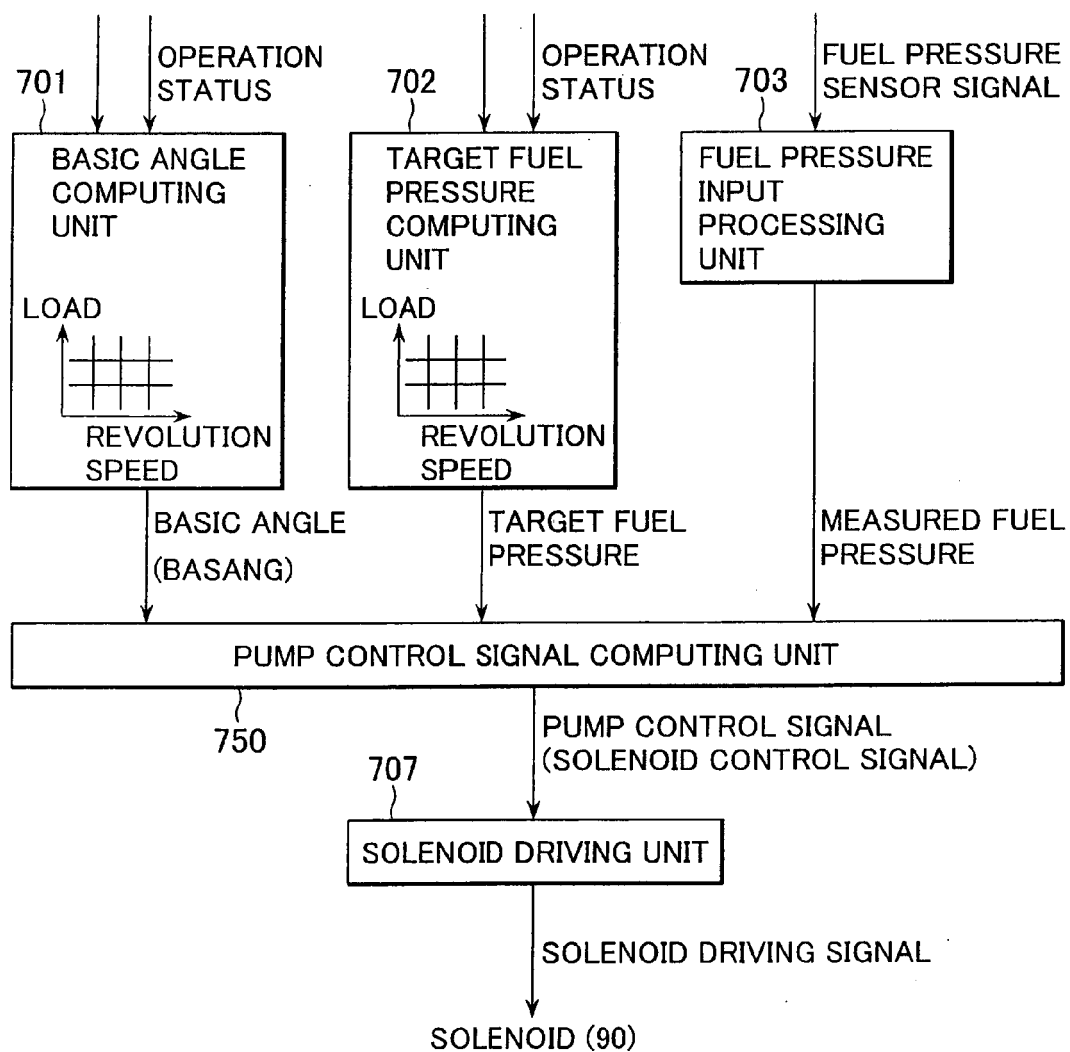 OPERATION
STATUS
701
BASIC ANGLE
COMPUTING
UNIT
LOAD
REVOLUTION
SPEED
OPERATION
STATUS
702
TARGET FUEL
PRESSURE
COMPUTING
UNIT
LOAD
REVOLUTION
SPEED
FUEL PRESSURE
SENSOR SIGNAL
703
FUEL PRESSURE
INPUT
PROCESSING
UNIT
BASIC ANGLE
(BASANG)
TARGET FUEL
PRESSURE
MEASURED FUEL
PRESSURE
PUMP CONTROL SIGNAL COMPUTING UNIT
750
PUMP CONTROL SIGNAL
(SOLENOID CONTROL SIGNAL)
707
SOLENOID DRIVING UNIT
SOLENOID DRIVING SIGNAL
SOLENOID (90)